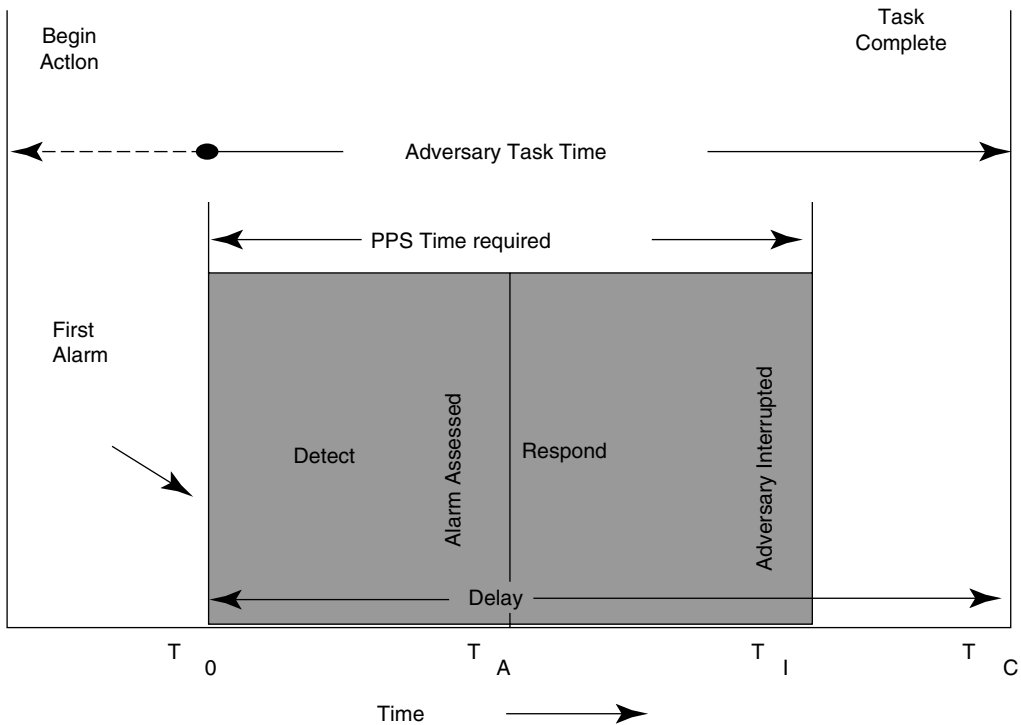 Begin
Actlon
Task
Complete
Adversary Task Time
PPS Time required
First
Alarm
Detect
Alarm Assessed
Respond
Adversary Interrupted
Delay
T 0
T A
T I
T C
Time